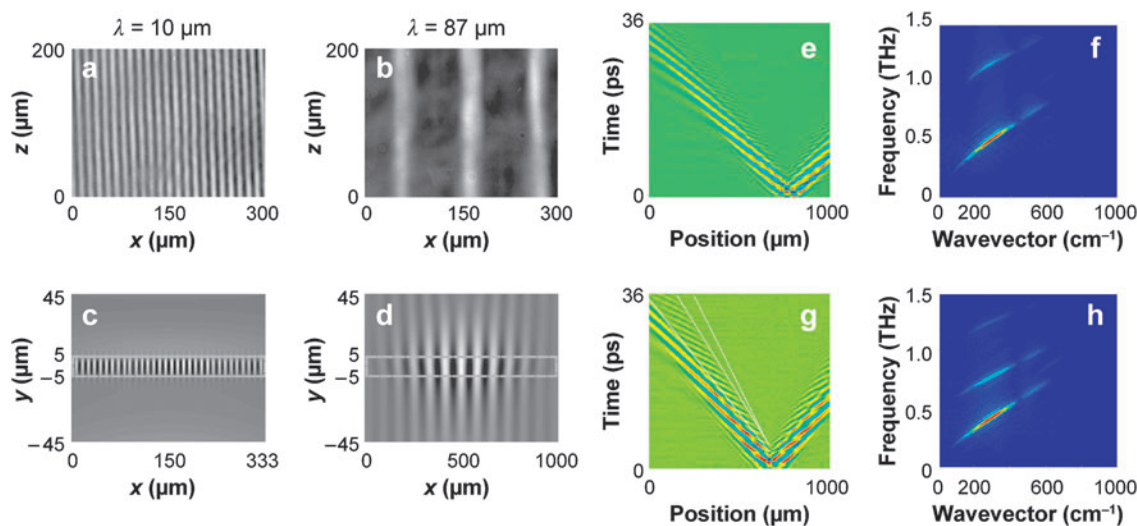 λ = 10 µm
λ = 87 µm
a
200
z (µm)
0
0
150
300
x (µm)
b
200
z (µm)
0
0
150
300
x (µm)
e
36
Time (ps)
0
0
1000
Position (µm)
f
1.5
1.0
0.5
0
Frequency (THz)
200
600
1000
Wavevector (cm⁻¹)
c
45
5
−5
−45
y (µm)
0
150
333
x (µm)
d
45
5
−5
−45
y (µm)
0
500
1000
x (µm)
g
36
Time (ps)
0
0
1000
Position (µm)
h
1.5
1.0
0.5
0
Frequency (THz)
200
600
1000
Wavevector (cm⁻¹)